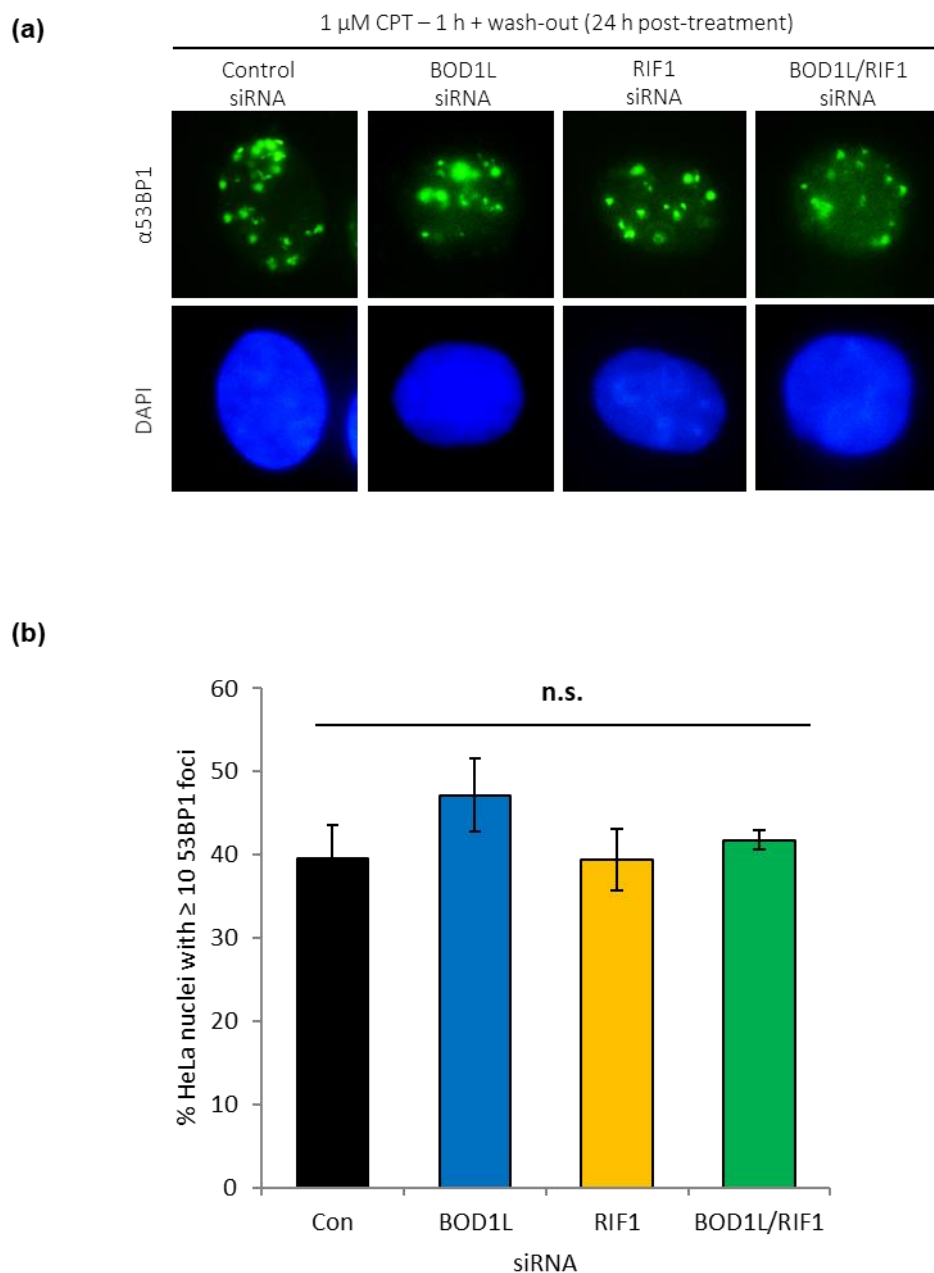 (a)
1 µM CPT – 1 h + wash-out (24 h post-treatment)
Control
siRNA
BOD1L
siRNA
RIF1
siRNA
BOD1L/RIF1
siRNA
α53BP1
DAPI
(b)
n.s.
% HeLa nuclei with ≥ 10 53BP1 foci
60
50
40
30
20
10
0
Con
BOD1L
RIF1
BOD1L/RIF1
siRNA